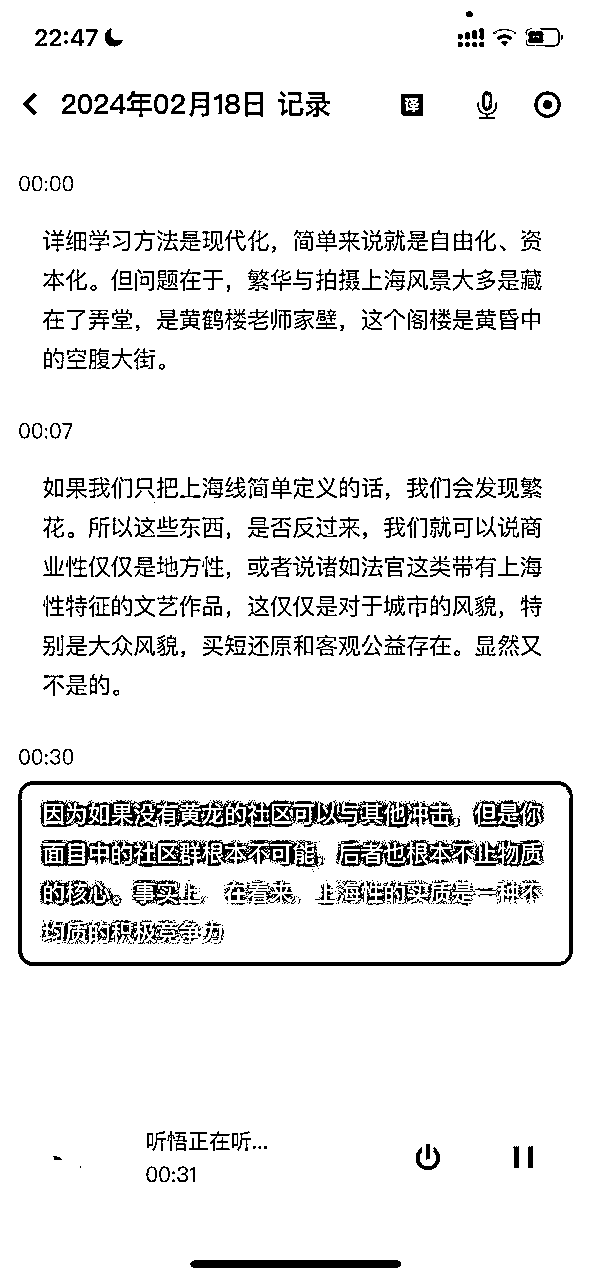 22:47
2024年02月18日 记录
译
00:00
详细学习方法是现代化，简单来说就是自由化、资
本化。但问题在于，繁华与拍摄上海风景大多是藏
在了弄堂，是黄鹤楼老师家壁，这个阁楼是黄昏中
的空腹大街。
00:07
如果我们只把上海线简单定义的话，我们会发现繁
花。所以这些东西，是否反过来，我们就可以说商
业性仅仅是地方性，或者说诸如法官这类带有上海
性特征的文艺作品，这仅仅是对于城市的风貌，特
别是大众风貌，买短还原和客观公益存在。显然又
不是的。
00:30
因为如果没有黄龙的社区可以与其他冲击，但是你
面目中的社区群根本不可能，后者也根本不止物质
的核心。事实上，在看来，上海性的实质是一种不
均质的积极竞争力
听悟正在听...
00:31